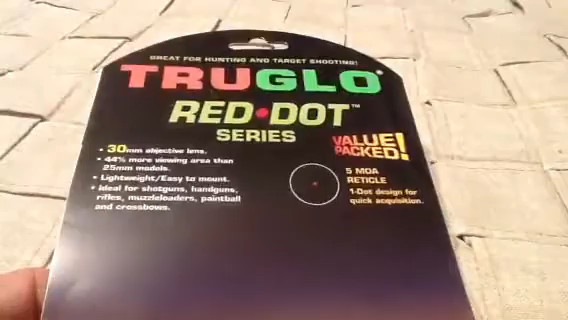 GREAT FOR HUNTING AND TARGET SHOOTING!
TRUGLO®
RED•DOT™
SERIES
VALUE
PACKED!
• 30mm objective lens.
• 44% more viewing area than
25mm models.
• Lightweight/Easy to mount.
• Ideal for shotguns, handguns,
rifles, muzzleloaders, paintball
and crossbows.
5 MOA
RETICLE
1-Dot design for
quick acquisition.